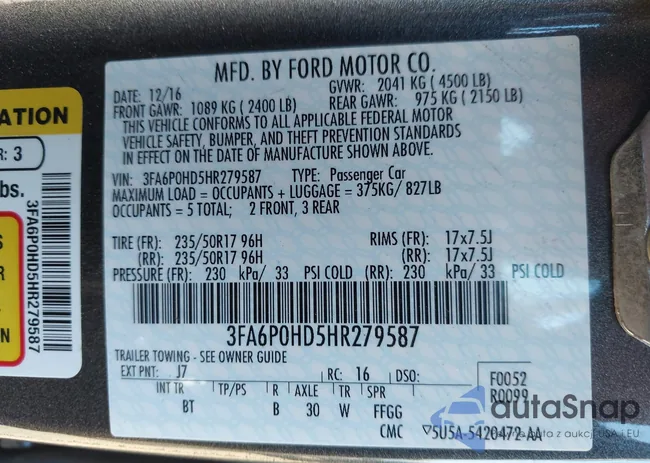 MFD. BY FORD MOTOR CO.
DATE: 12/16 GVWR: 2041 KG ( 4500 LB)
FRONT GAWR: 1089 KG ( 2400 LB) REAR GAWR: 975 KG ( 2150 LB)
THIS VEHICLE CONFORMS TO ALL APPLICABLE FEDERAL MOTOR
VEHICLE SAFETY, BUMPER, AND THEFT PREVENTION STANDARDS
IN EFFECT ON THE DATE OF MANUFACTURE SHOWN ABOVE.
VIN: 3FA6P0HD5HR279587 TYPE: Passenger Car
MAXIMUM LOAD = OCCUPANTS + LUGGAGE = 375KG/ 827LB
OCCUPANTS = 5 TOTAL; 2 FRONT, 3 REAR
TIRE (FR): 235/50R17 96H RIMS (FR): 17x7.5J
(RR): 235/50R17 96H (RR): 17x7.5J
PRESSURE (FR): 230 kPa/ 33 PSI COLD (RR): 230 kPa/ 33 PSI COLD
3FA6P0HD5HR279587
TRAILER TOWING - SEE OWNER GUIDE
EXT PNT: J7 RC: 16 DSO: F0052
R0099
INT TR TP/PS R AXLE TR SPR
BT B 30 W FFGG
CMC 5U5A-5420472-AA
ATION
R: 3
lbs.
3FA6P0HD5HR279587
S
N
autoSnap